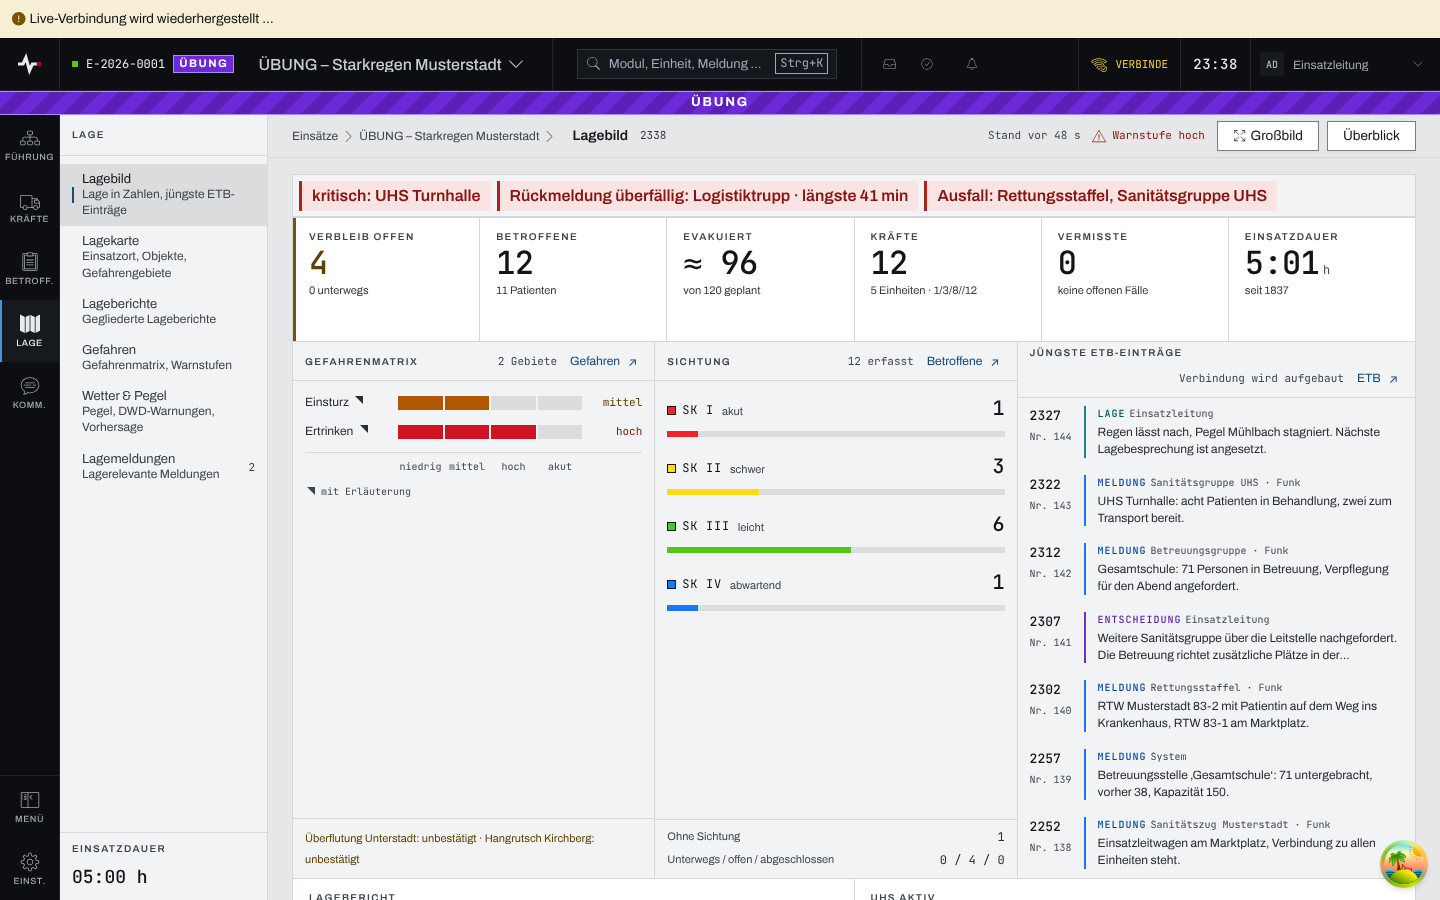 Live-Verbindung wird wiederhergestellt ...
E-2026-0001
ÜBUNG
ÜBUNG – Starkregen Musterstadt
Modul, Einheit, Meldung ...
Strg+K
VERBINDE
23:38
AD
Einsatzleitung
ÜBUNG
FÜHRUNG
KRÄFTE
BETROFF.
LAGE
KOMM.
MENÜ
EINST.
LAGE
Lagebild
Lage in Zahlen, jüngste ETB-
Einträge
Lagekarte
Einsatzort, Objekte,
Gefahrengebiete
Lageberichte
Gegliederte Lageberichte
Gefahren
Gefahrenmatrix, Warnstufen
Wetter & Pegel
Pegel, DWD-Warnungen,
Vorhersage
Lagemeldungen
Lagerelevante Meldungen
2
EINSATZDAUER
05:00 h
Einsätze
ÜBUNG – Starkregen Musterstadt
Lagebild
2338
Stand vor 48 s
Warnstufe hoch
Großbild
Überblick
kritisch: UHS Turnhalle
Rückmeldung überfällig: Logistiktrupp · längste 41 min
Ausfall: Rettungsstaffel, Sanitätsgruppe UHS
VERBLEIB OFFEN
4
0 unterwegs
BETROFFENE
12
11 Patienten
EVAKUIERT
≈ 96
von 120 geplant
KRÄFTE
12
5 Einheiten · 1/3/8//12
VERMISSTE
0
keine offenen Fälle
EINSATZDAUER
5:01 h
seit 1837
GEFAHRENMATRIX
2 Gebiete
Gefahren ↗
Einsturz
mittel
Ertrinken
hoch
niedrig mittel hoch akut
mit Erläuterung
Überflutung Unterstadt: unbestätigt · Hangrutsch Kirchberg:
unbestätigt
SICHTUNG
12 erfasst
Betroffene ↗
SK I akut
1
SK II schwer
3
SK III leicht
6
SK IV abwartend
1
Ohne Sichtung
1
Unterwegs / offen / abgeschlossen
0 / 4 / 0
JÜNGSTE ETB-EINTRÄGE
Verbindung wird aufgebaut
ETB ↗
2327
Nr. 144
LAGE Einsatzleitung
Regen lässt nach, Pegel Mühlbach stagniert. Nächste
Lagebesprechung ist angesetzt.
2322
Nr. 143
MELDUNG Sanitätsgruppe UHS · Funk
UHS Turnhalle: acht Patienten in Behandlung, zwei zum
Transport bereit.
2312
Nr. 142
MELDUNG Betreuungsgruppe · Funk
Gesamtschule: 71 Personen in Betreuung, Verpflegung
für den Abend angefordert.
2307
Nr. 141
ENTSCHEIDUNG Einsatzleitung
Weitere Sanitätsgruppe über die Leitstelle nachgefordert.
Die Betreuung richtet zusätzliche Plätze in der...
2302
Nr. 140
MELDUNG Rettungsstaffel · Funk
RTW Musterstadt 83-2 mit Patientin auf dem Weg ins
Krankenhaus, RTW 83-1 am Marktplatz.
2257
Nr. 139
MELDUNG System
Betreuungsstelle ‚Gesamtschule‘: 71 untergebracht,
vorher 38, Kapazität 150.
2252
Nr. 138
MELDUNG Sanitätszug Musterstadt · Funk
Einsatzleitwagen am Marktplatz, Verbindung zu allen
Einheiten steht.
LAGEBERICHT
UHS AKTIV